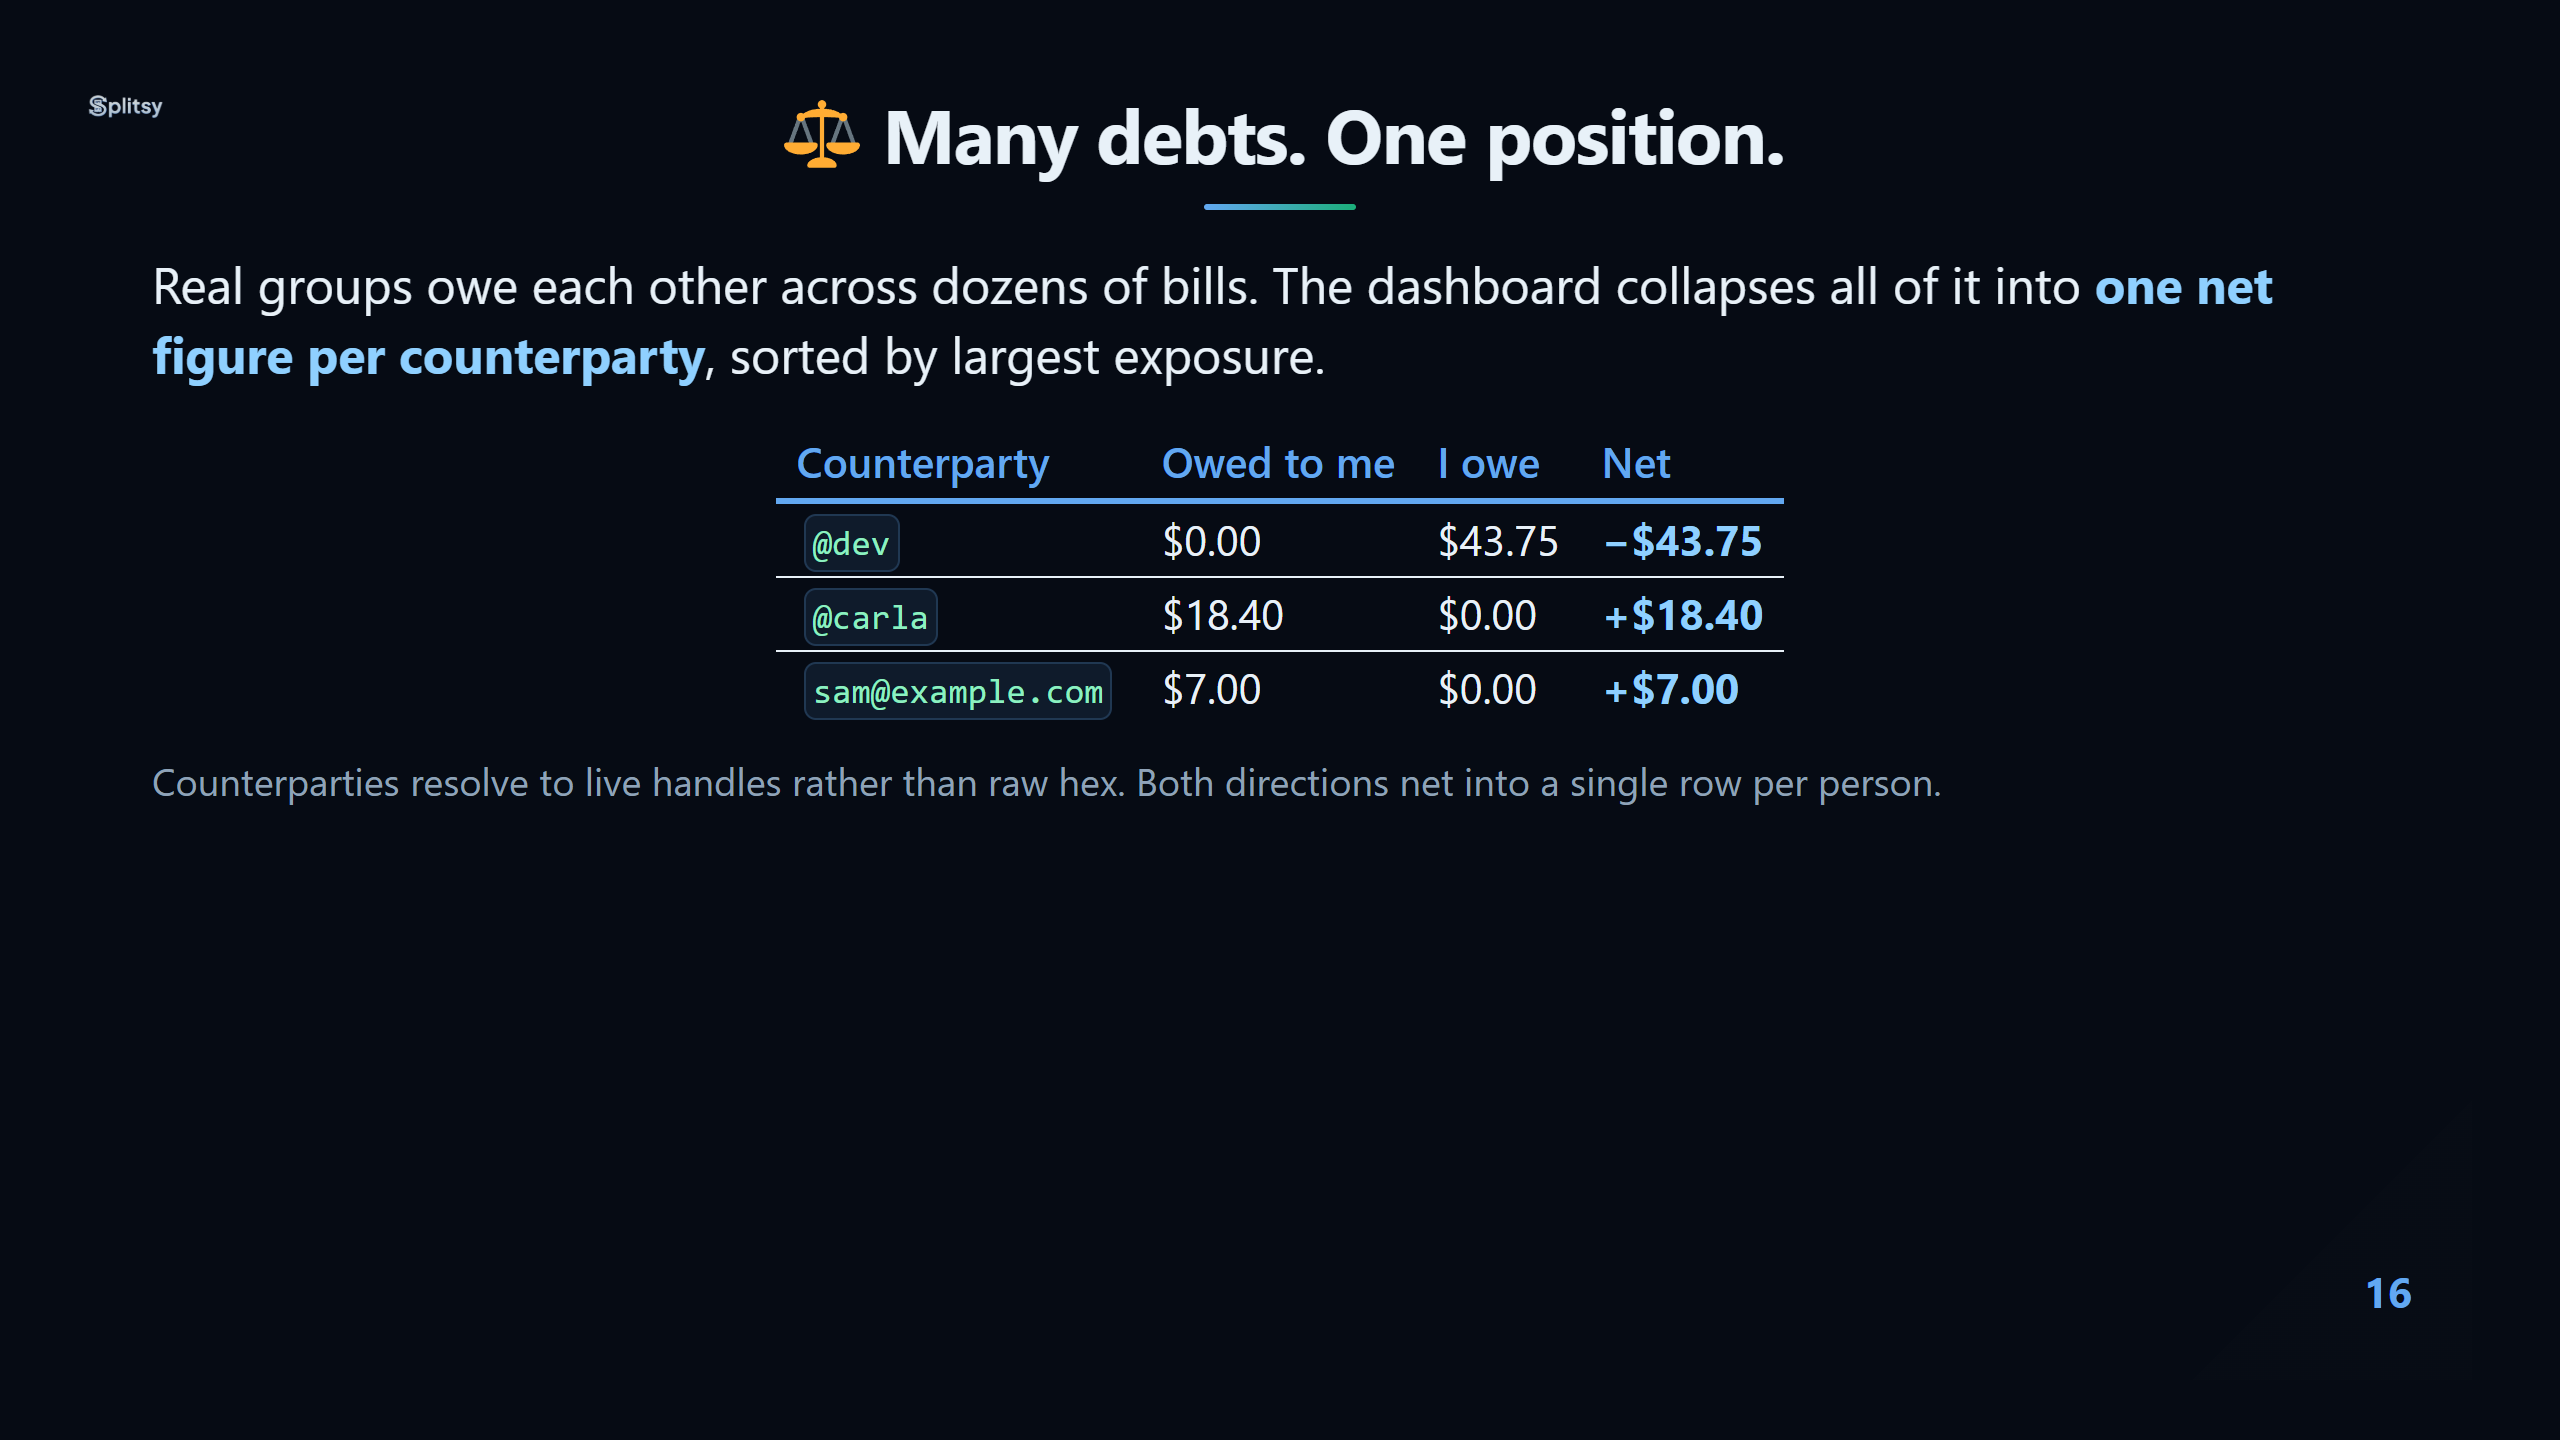 Splitsy
⚖️ Many debts. One position.
Real groups owe each other across dozens of bills. The dashboard collapses all of it into one net
figure per counterparty, sorted by largest exposure.
Counterparty Owed to me I owe Net
@dev $0.00 $43.75 −$43.75
@carla $18.40 $0.00 +$18.40
sam@example.com $7.00 $0.00 +$7.00
Counterparties resolve to live handles rather than raw hex. Both directions net into a single row per person.
16